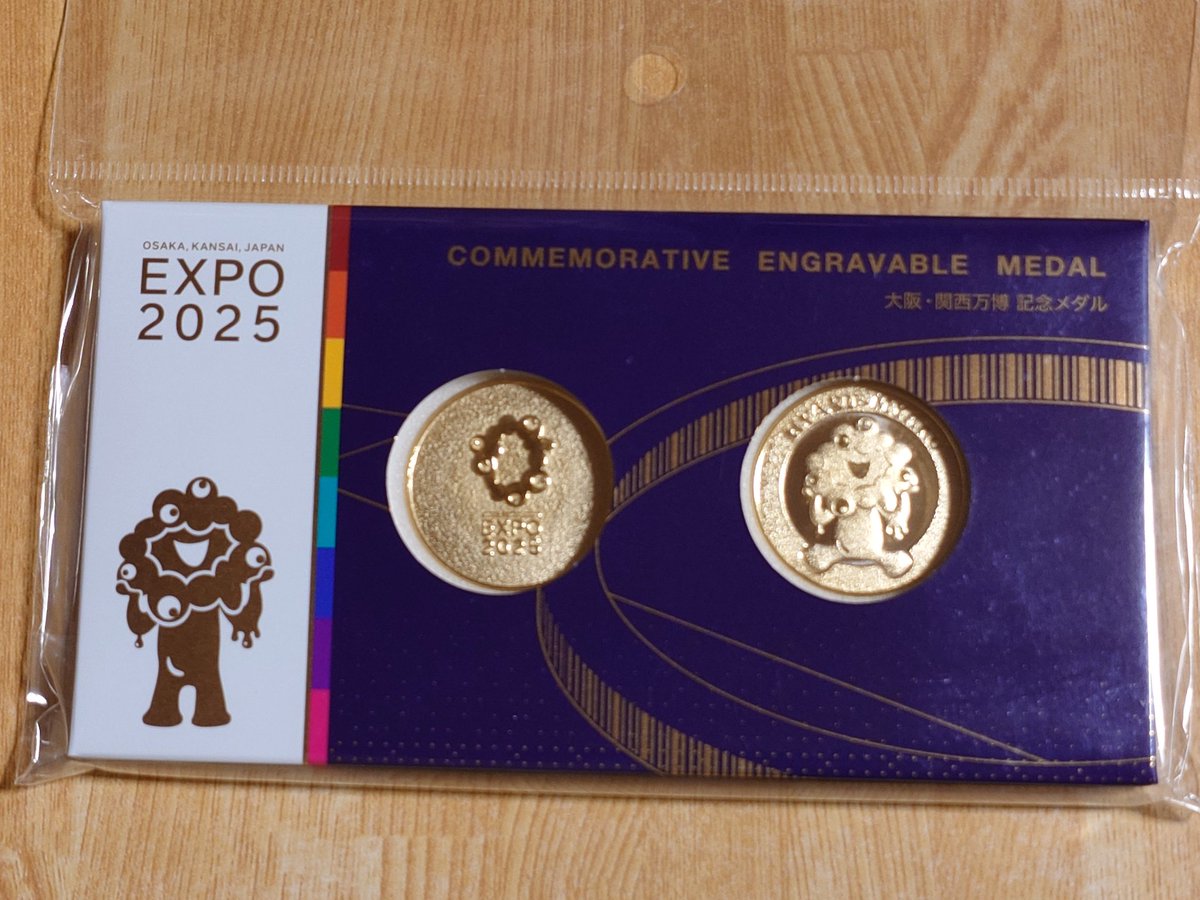 OSAKA, KANSAI, JAPAN
EXPO
2025
COMMEMORATIVE ENGRAVABLE MEDAL
大阪・関西万博 記念メダル
EXPO
2025